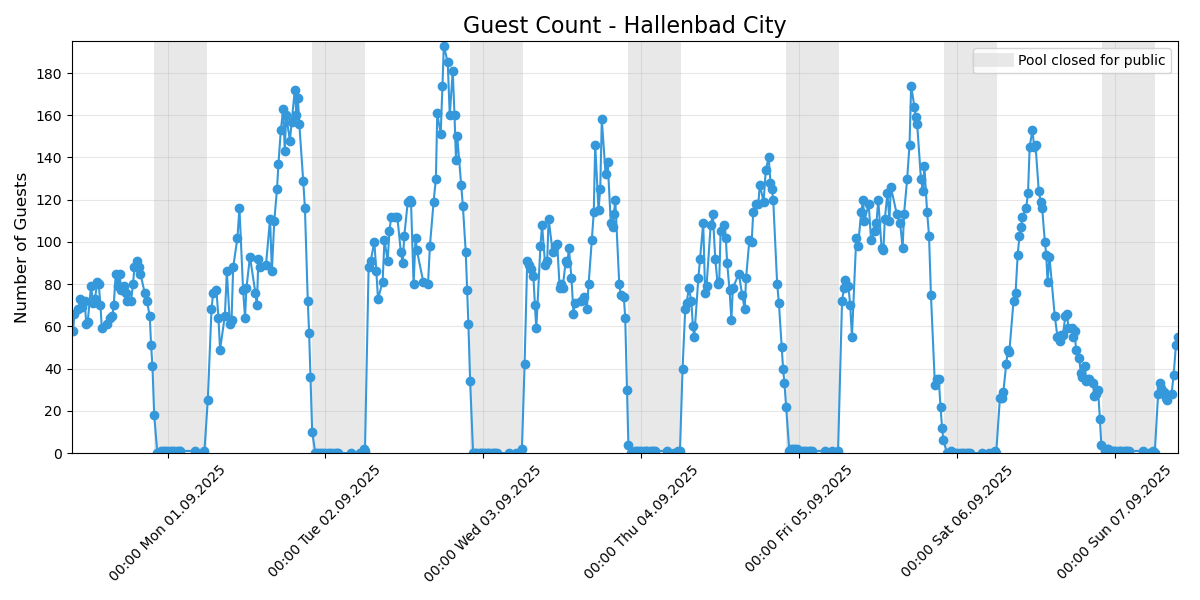 Guest Count - Hallenbad City
Number of Guests
180
160
140
120
100
80
60
40
20
0
Pool closed for public
00:00 Mon 01.09.2025
00:00 Tue 02.09.2025
00:00 Wed 03.09.2025
00:00 Thu 04.09.2025
00:00 Fri 05.09.2025
00:00 Sat 06.09.2025
00:00 Sun 07.09.2025